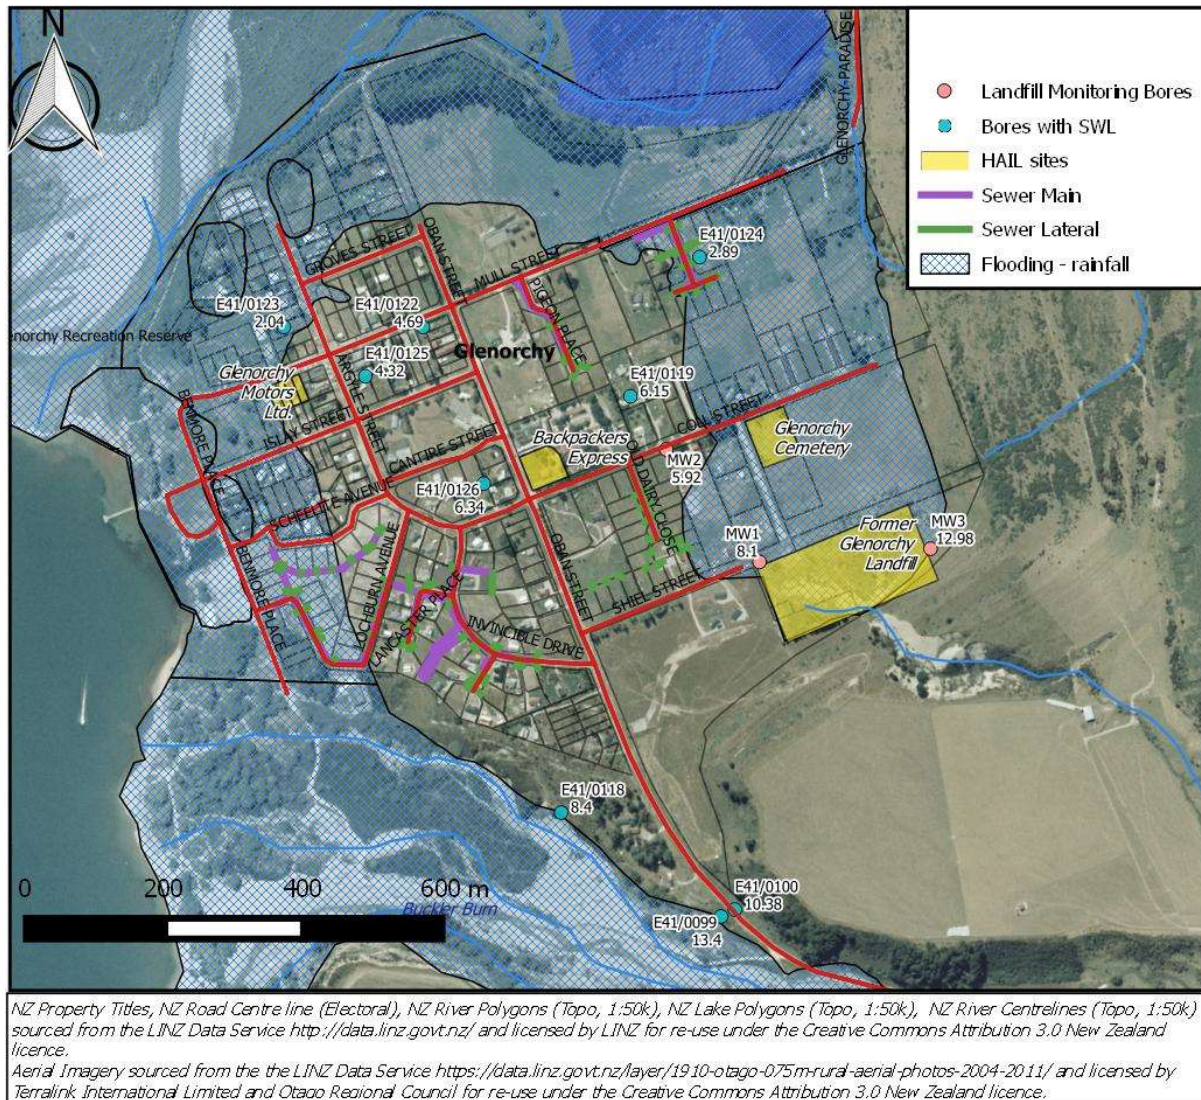 N
GLENORCHY-PARADISE
Landfill Monitoring Bores
Bores with SWL
HAIL sites
Sewer Main
Sewer Lateral
Flooding - rainfall
GROVES STREET
OBAN STREET
MULL STREET
E41/0124
2.89
E41/0123
2.04
E41/0122
4.69
PIGEON PLACE
enorchy Recreation Reserve
E41/0125
4.32
Glenorchy
Glenorchy
Motors
Ltd.
ARGYLE STREET
E41/0119
6.15
BENMORE PLACE
ISLAY STREET
CANTIRE STREET
Backpackers
Express
COLL STREET
Glenorchy
Cemetery
OLD DAIRY CLOSE
MW2
5.92
SCHEELITE AVENUE
E41/0126
6.34
MW1
8.1
Former
Glenorchy
Landfill
MW3
12.98
BENMORE PLACE
LOCHBURN AVENUE
LANCASTER PLACE
INVINCIBLE DRIVE
OBAN STREET
SHIEL STREET
E41/0118
8.4
0 200 400 600 m
Buckler Burn
E41/0100
10.38
E41/0099
13.4
NZ Property Titles, NZ Road Centre line (Electoral), NZ River Polygons (Topo, 1:50k), NZ Lake Polygons (Topo, 1:50k), NZ River Centrelines (Topo, 1:50k)
sourced from the LINZ Data Service http://data.linz.govt.nz/ and licensed by LINZ for re-use under the Creative Commons Attribution 3.0 New Zealand
licence.
Aerial Imagery sourced from the the LINZ Data Service https://data.linz.govt.nz/layer/1910-otago-075m-rural-aerial-photos-2004-2011/ and licensed by
Terralink International Limited and Otago Regional Council for re-use under the Creative Commons Attribution 3.0 New Zealand licence.